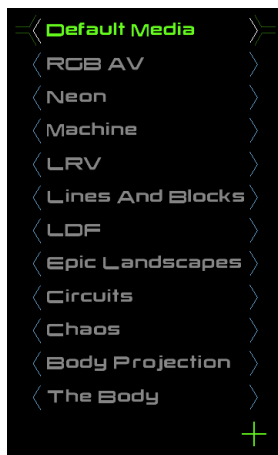 Default Media
RGB AV
Neon
Machine
LRV
Lines And Blocks
LDF
Epic Landscapes
Circuits
Chaos
Body Projection
The Body
+